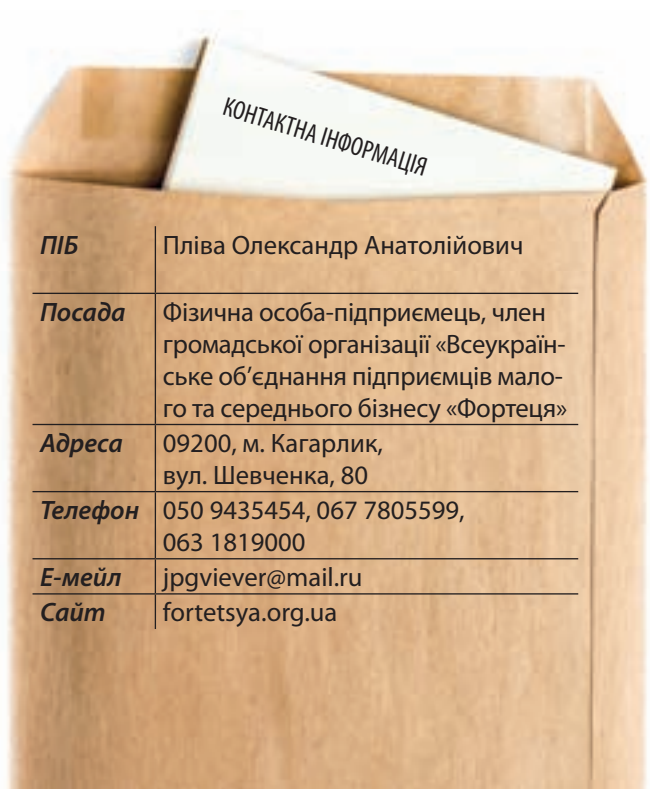 КОНТАКТНА ІНФОРМАЦІЯ
ПІБ Пліва Олександр Анатолійович
Посада Фізична особа-підприємець, член
громадської організації «Всеукраїн-
ське об’єднання підприємців мало-
го та середнього бізнесу «Фортеця»
Адреса 09200, м. Кагарлик,
вул. Шевченка, 80
Телефон 050 9435454, 067 7805599,
063 1819000
Е-мейл jpgviever@mail.ru
Сайт fortetsya.org.ua